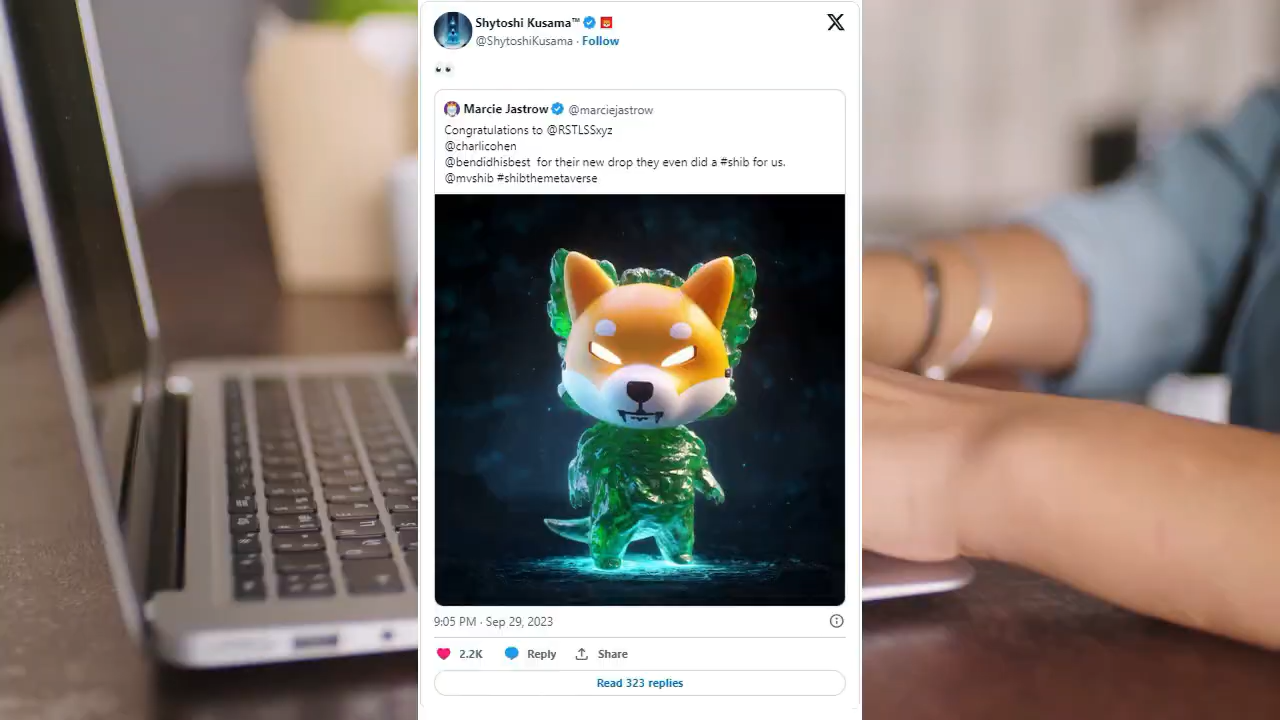 Shytoshi Kusama™
@ShytoshiKusama · Follow
👀
Marcie Jastrow @marciejastrow
Congratulations to @RSTLSSxyz
@charlicohen
@bendidhisbest for their new drop they even did a #shib for us.
@mvshib #shibthemetaverse
9:05 PM · Sep 29, 2023
2.2K Reply Share
Read 323 replies